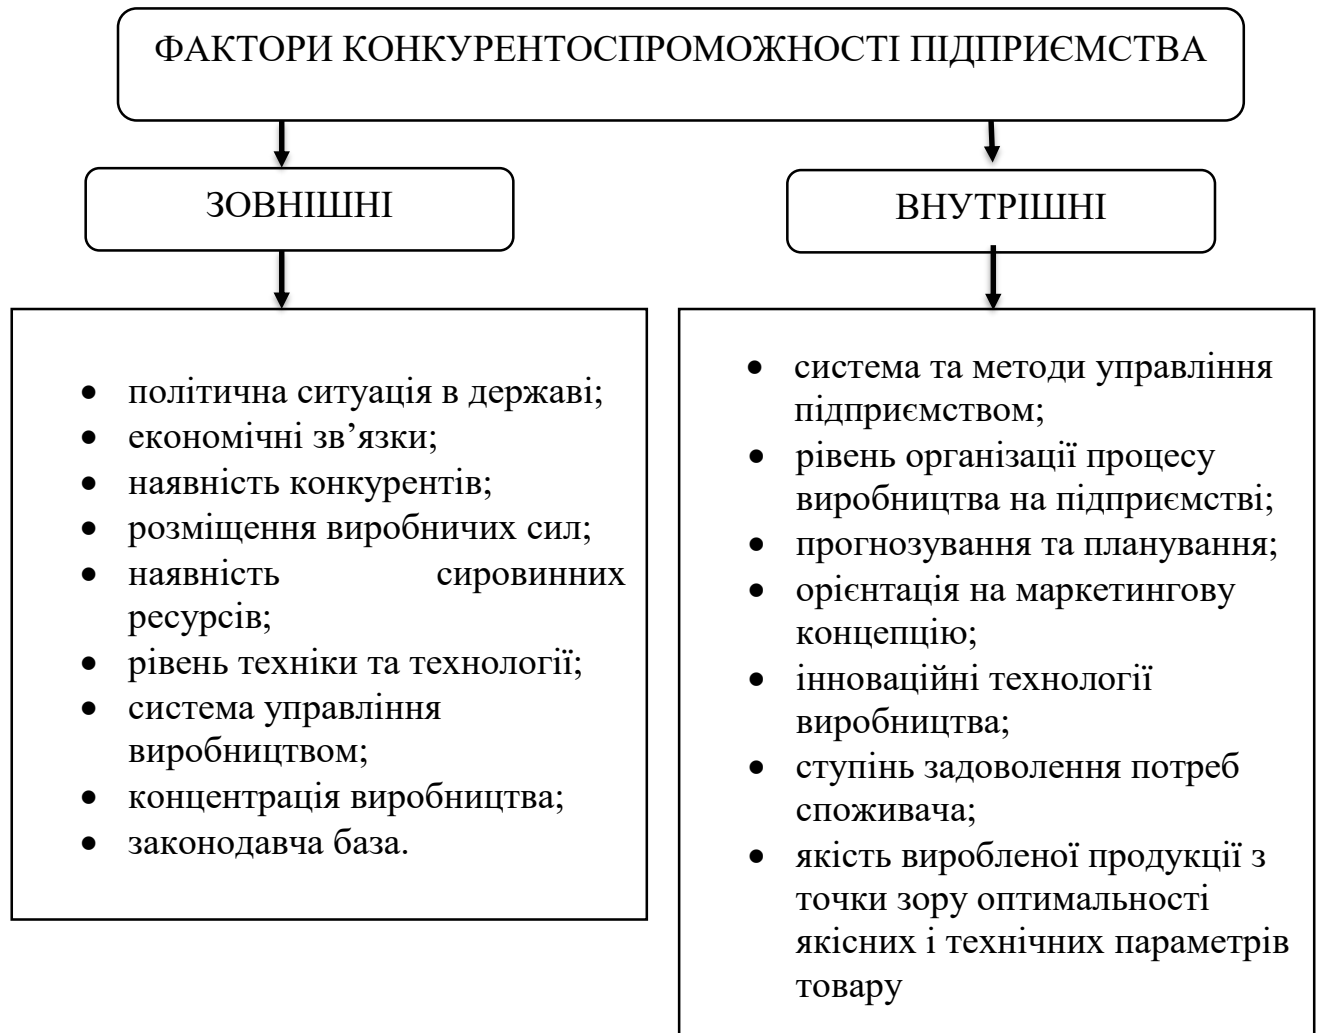 ФАКТОРИ КОНКУРЕНТОСПРОМОЖНОСТІ ПІДПРИЄМСТВА
ЗОВНІШНІ
• політична ситуація в державі;
• економічні зв’язки;
• наявність конкурентів;
• розміщення виробничих сил;
• наявність сировинних
ресурсів;
• рівень техніки та технології;
• система управління
виробництвом;
• концентрація виробництва;
• законодавча база.
ВНУТРІШНІ
• система та методи управління
підприємством;
• рівень організації процесу
виробництва на підприємстві;
• прогнозування та планування;
• орієнтація на маркетингову
концепцію;
• інноваційні технології
виробництва;
• ступінь задоволення потреб
споживача;
• якість виробленої продукції з
точки зору оптимальності
якісних і технічних параметрів
товару